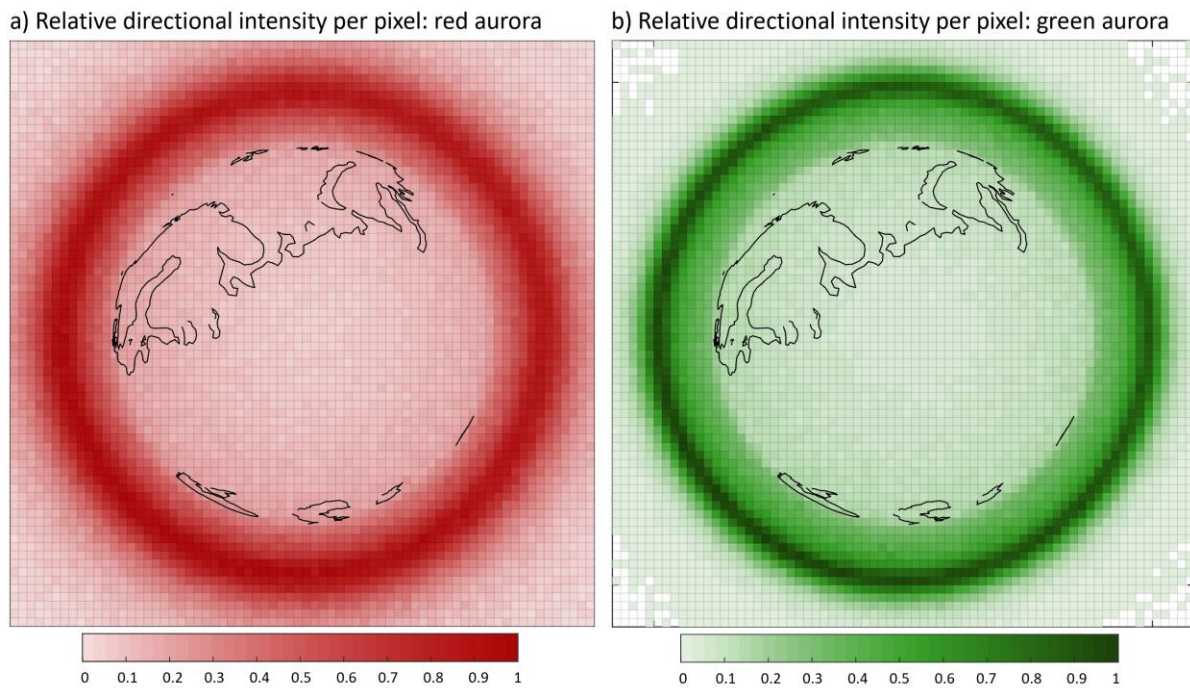 a) Relative directional intensity per pixel: red aurora
b) Relative directional intensity per pixel: green aurora
0 0.1 0.2 0.3 0.4 0.5 0.6 0.7 0.8 0.9 1
0 0.1 0.2 0.3 0.4 0.5 0.6 0.7 0.8 0.9 1